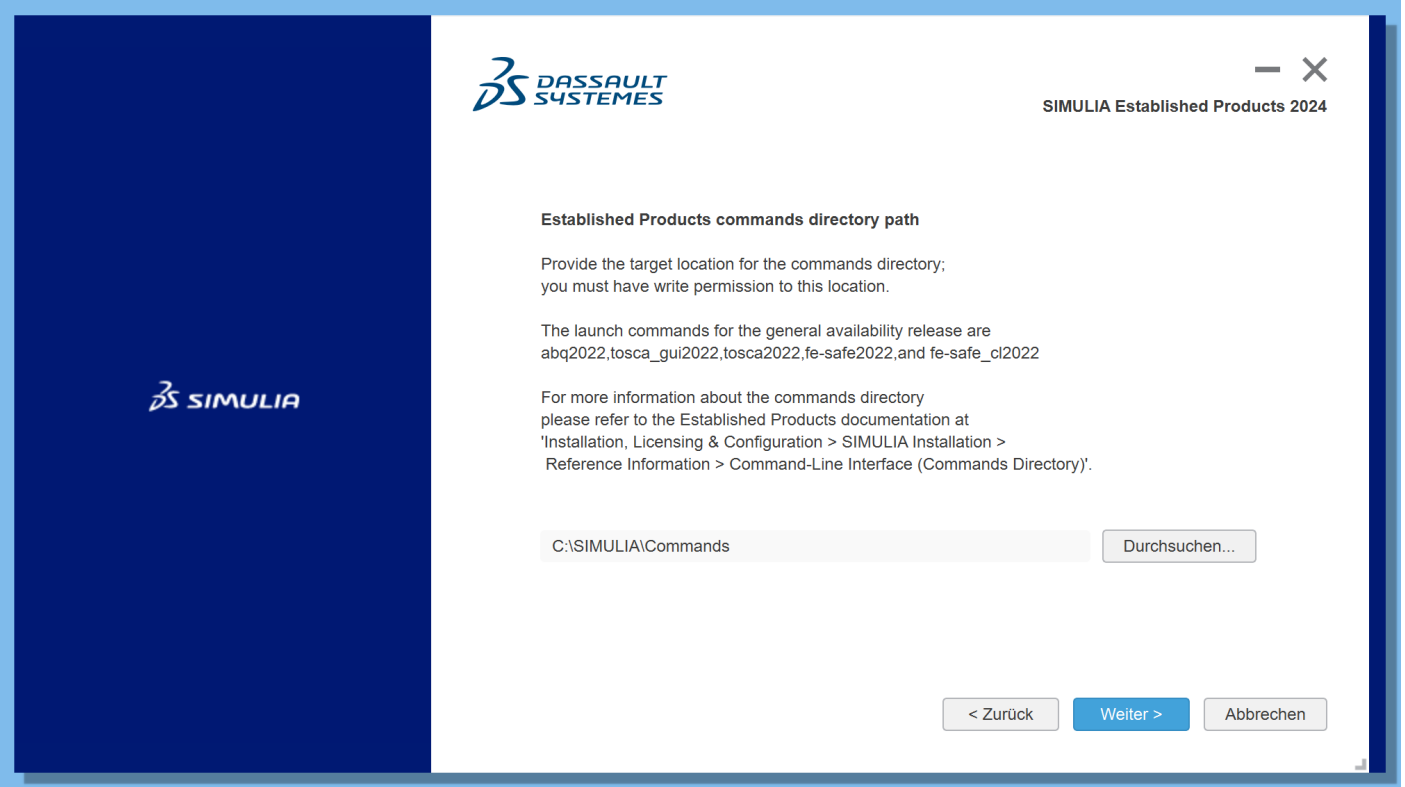 DASSAULT
SYSTEMES
SIMULIA Established Products 2024
Established Products commands directory path
Provide the target location for the commands directory;
you must have write permission to this location.
The launch commands for the general availability release are
abq2022,tosca_gui2022,tosca2022,fe-safe2022,and fe-safe_cl2022
For more information about the commands directory
please refer to the Established Products documentation at
'Installation, Licensing & Configuration > SIMULIA Installation >
Reference Information > Command-Line Interface (Commands Directory)'.
SIMULIA
C:\SIMULIA\Commands
Durchsuchen...
< Zurück
Weiter >
Abbrechen